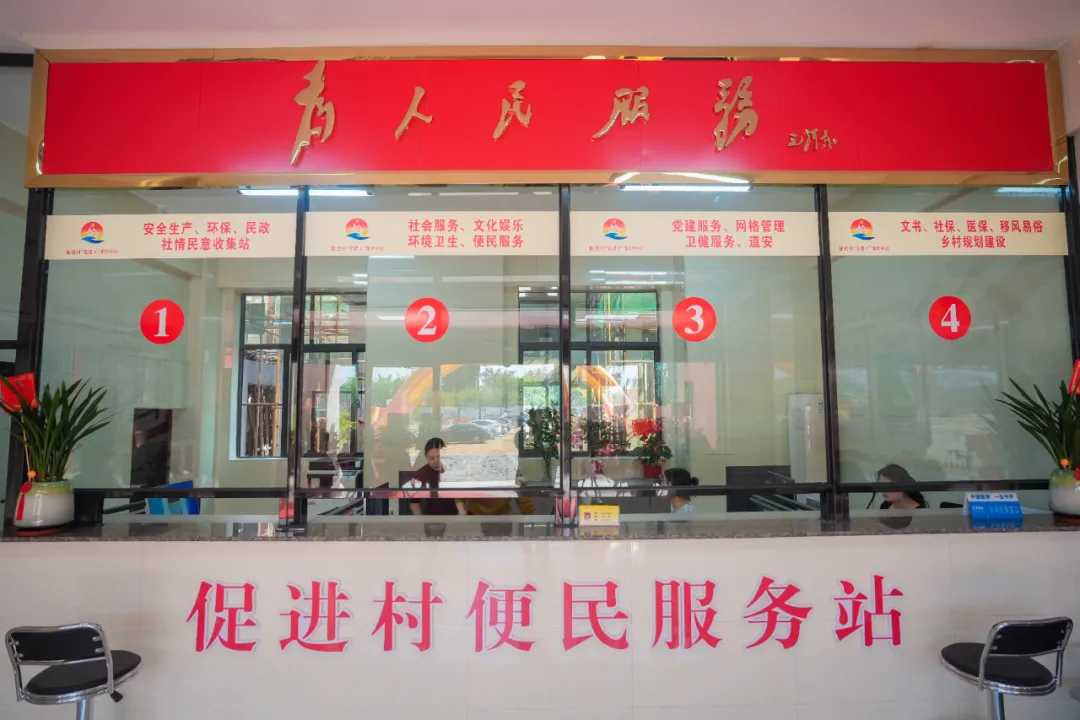 为人民服务
毛泽东
安全生产、环保、民政
社情民意收集站
社会服务、文化娱乐
环境卫生、便民服务
党建服务、网格管理
卫健服务、道安
文书、社保、医保、移风易俗
乡村规划建设
1
2
3
4
促进村便民服务站